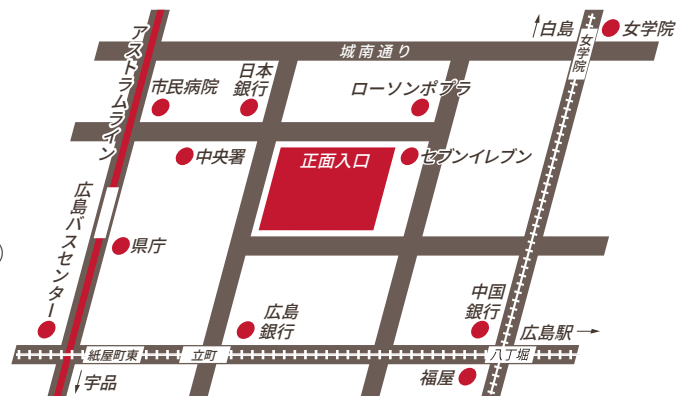 白島
女学院
女学院
城南通り
アストラムライン
市民病院
日本
銀行
ローソンポプラ
中央署
正面入口
セブンイレブン
広島バスセンター
県庁
広島
銀行
中国
銀行
広島駅
紙屋町東
立町
八丁堀
宇品
福屋